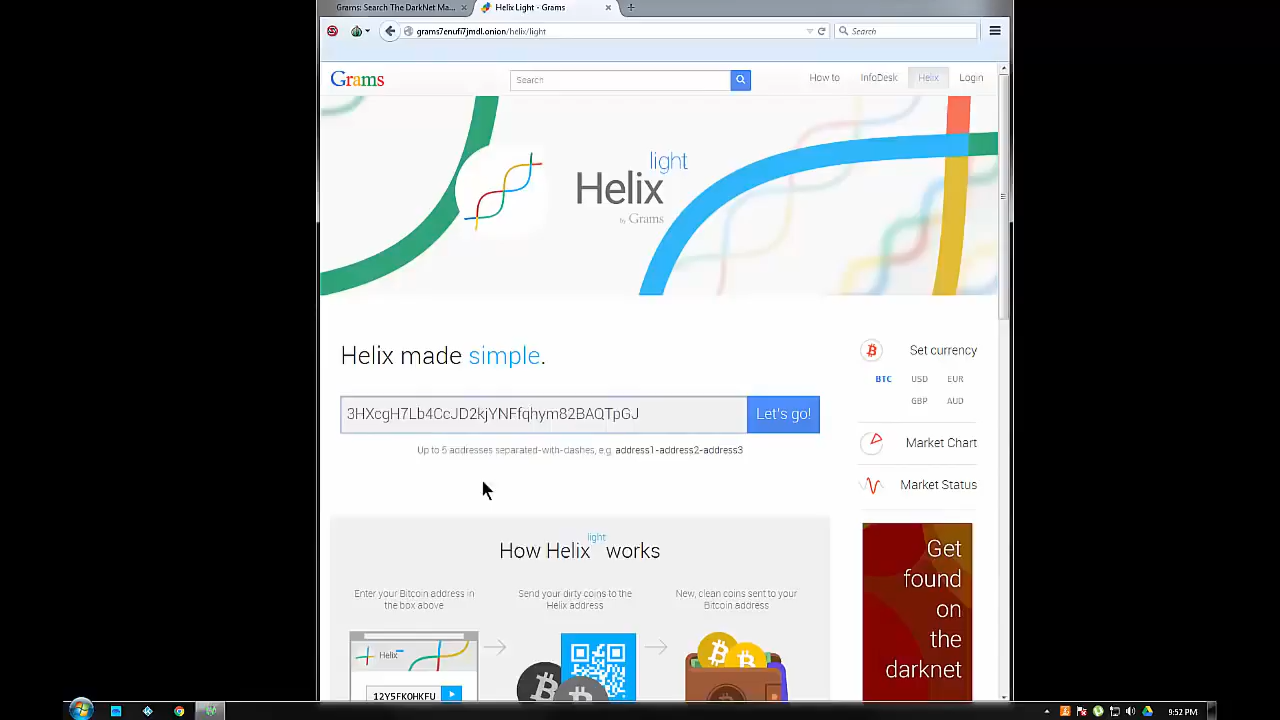 Grams: Search The DarkNet Ma...
Helix Light - Grams
grams7enufi7jmdl.onion/helix/light
Search
Grams
Search
How to
InfoDesk
Helix
Login
light
Helix
by Grams
Helix made simple.
3HXcgH7Lb4CcJD2kjYNFfqhym82BAQTpGJ
Let's go!
Up to 5 addresses separated-with-dashes, e.g. address1-address2-address3
Set currency
BTC USD EUR
GBP AUD
Market Chart
Market Status
light
How Helix works
Enter your Bitcoin address in
the box above
Send your dirty coins to the
Helix address
New, clean coins sent to your
Bitcoin address
Helix
12Y5FKOHKFU
Get
found
on
the
darknet
9:52 PM